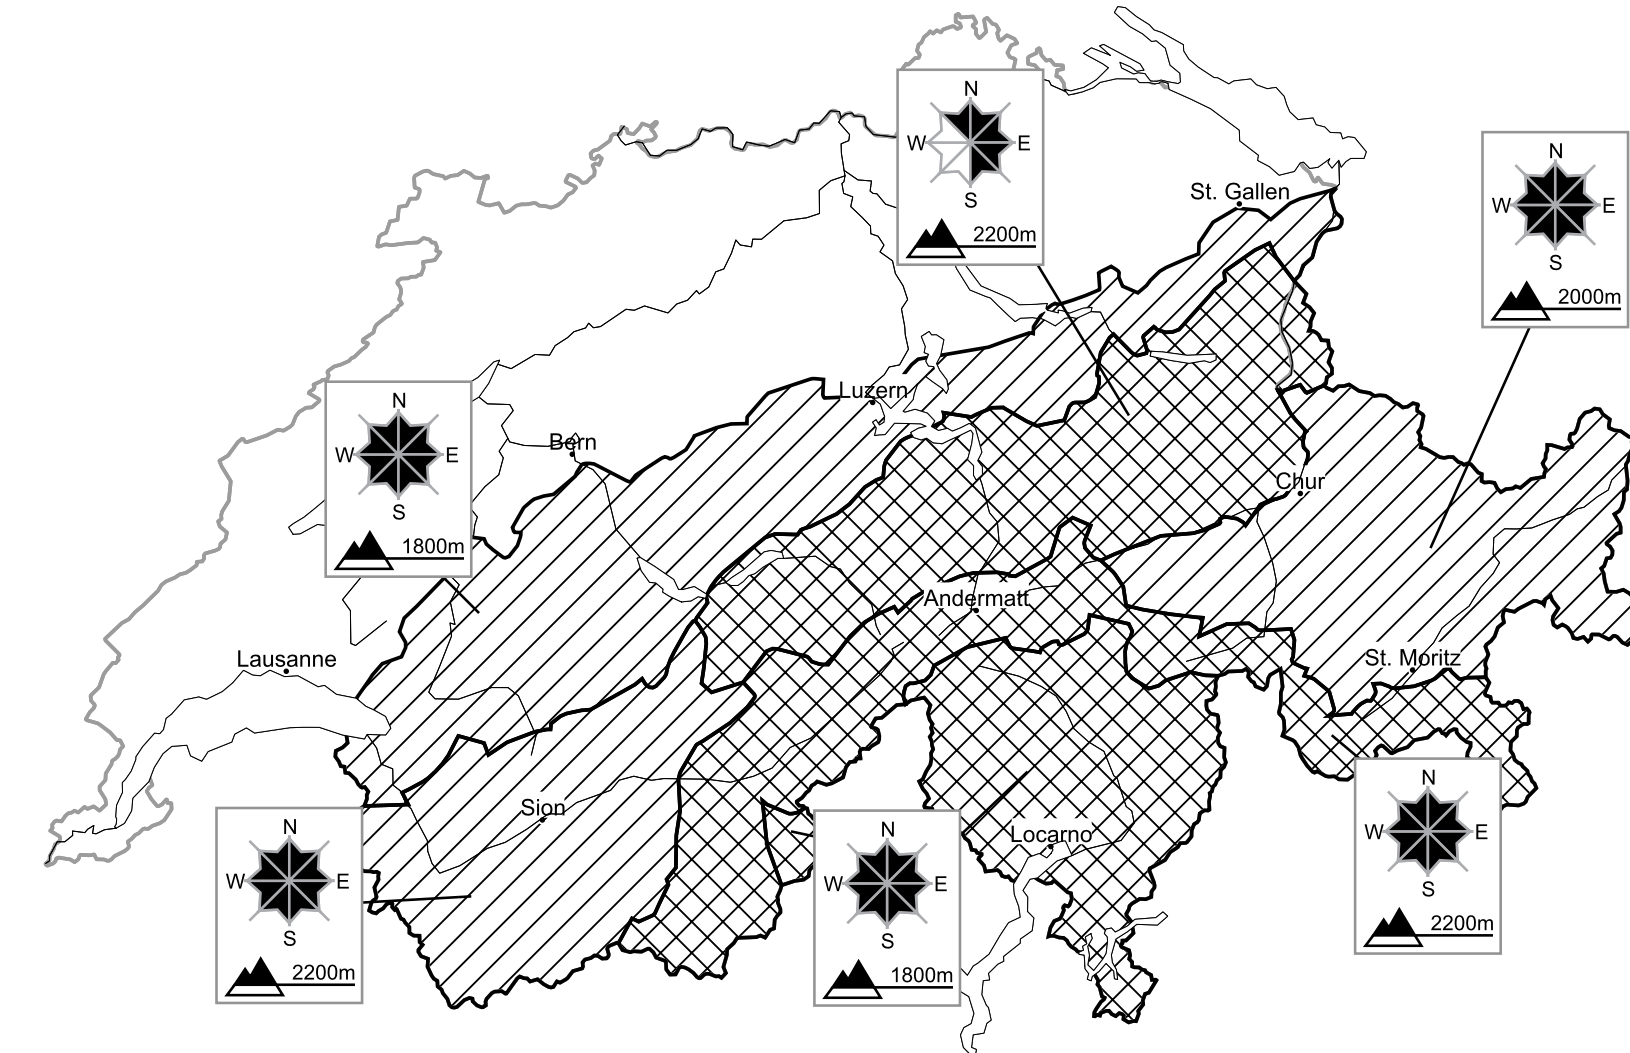 N
W E
S
2200m
St. Gallen
N
W E
S
2000m
Luzern
N
W E
S
1800m
Bern
Chur
Andermatt
Lausanne
St. Moritz
Sion
Locarno
N
W E
S
2200m
N
W E
S
1800m
N
W E
S
2200m